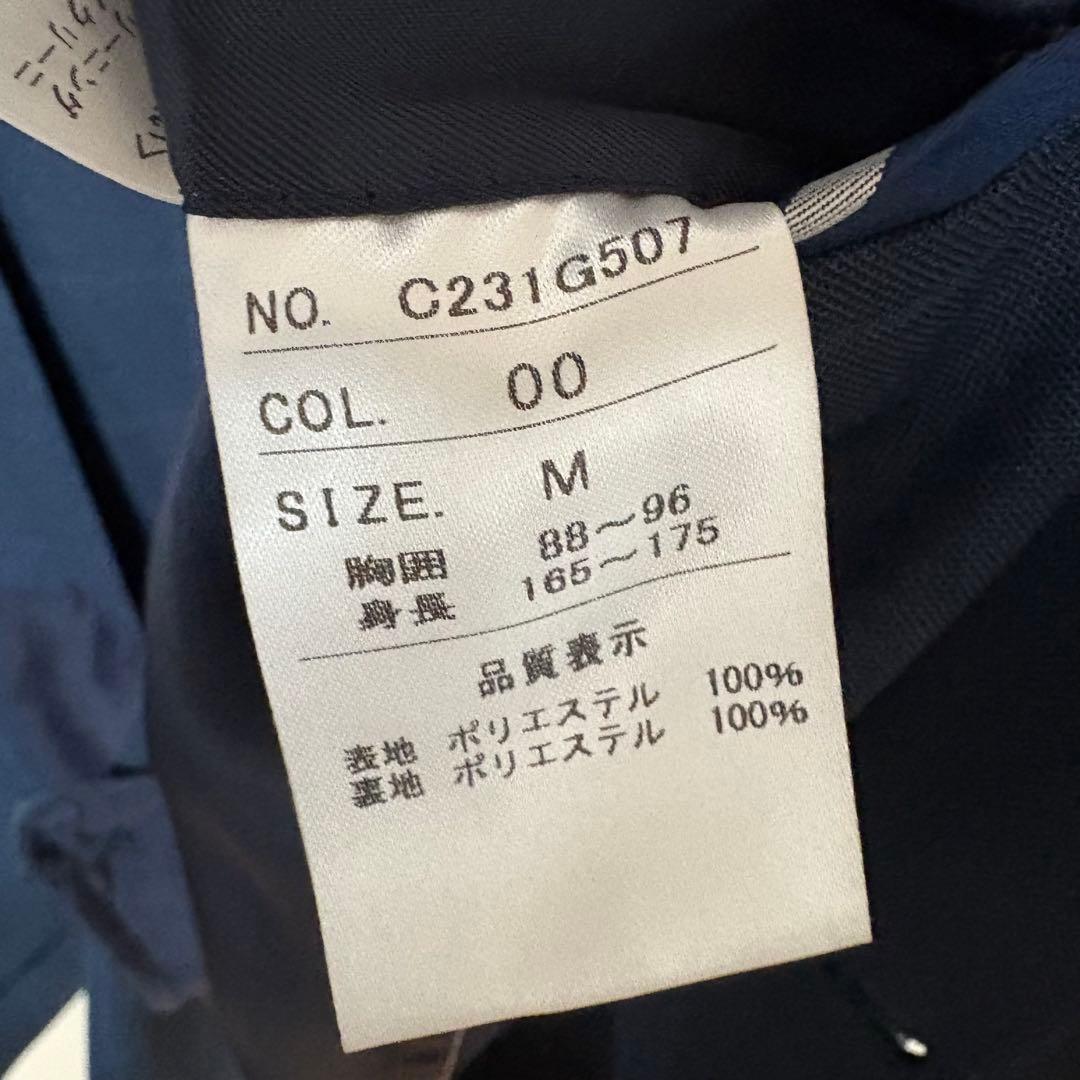 NO. C231G507
COL. 00
SIZE. M
胸囲 88～96
身長 165～175
品質表示
表地 ポリエステル 100%
裏地 ポリエステル 100%